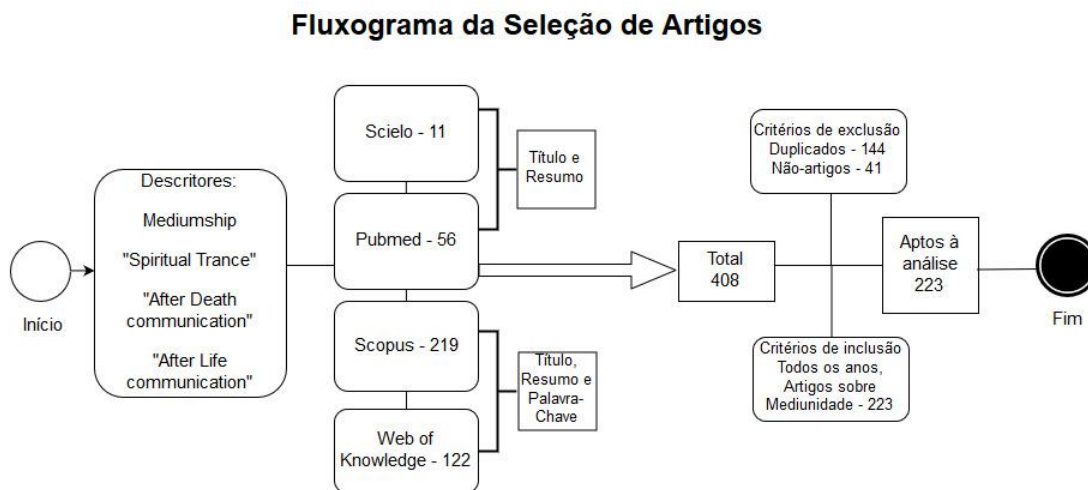 Fluxograma da Seleção de Artigos
Início
Descritores:
Mediumship
"Spiritual Trance"
"After Death
communication"
"After Life
communication"
Scielo - 11
Pubmed - 56
Scopus - 219
Web of
Knowledge - 122
Título e
Resumo
Título,
Resumo e
Palavra-
Chave
Total
408
Critérios de exclusão
Duplicados - 144
Não-artigos - 41
Critérios de inclusão
Todos os anos,
Artigos sobre
Mediunidade - 223
Aptos à
análise
223
Fim